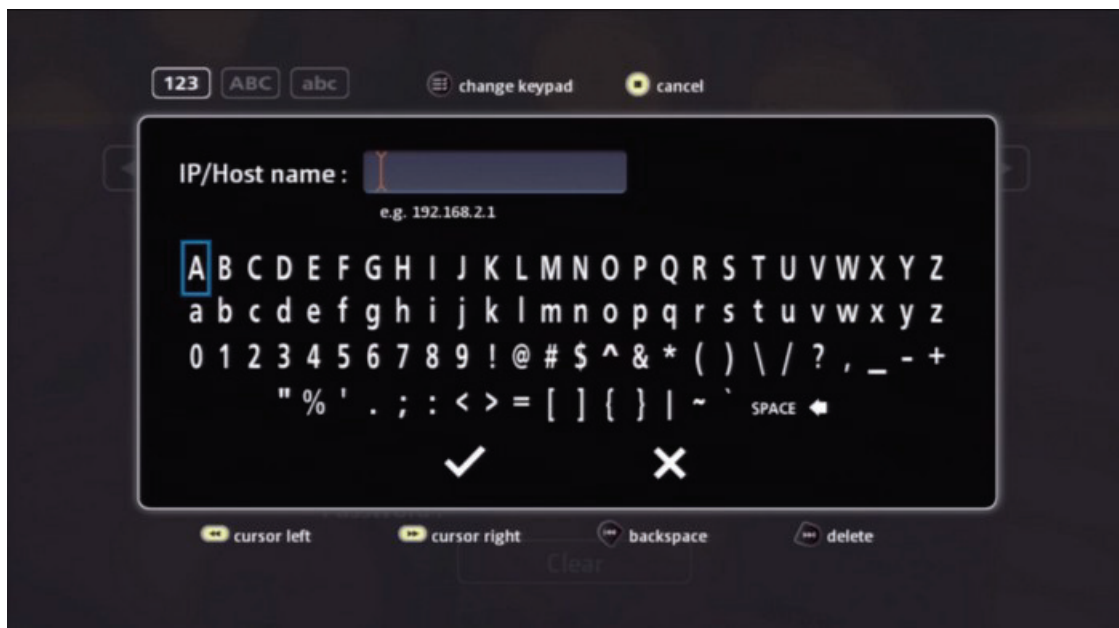 123 ABC abc change keypad cancel
IP/Host name :
e.g. 192.168.2.1
A B C D E F G H I J K L M N O P Q R S T U V W X Y Z
a b c d e f g h i j k l m n o p q r s t u v w x y z
0 1 2 3 4 5 6 7 8 9 ! @ # $ ^ & * ( ) \ / ? , _ - +
" % ' . ; : < > = [ ] { } | ~ ` SPACE
cursor left cursor right backspace delete
Clear